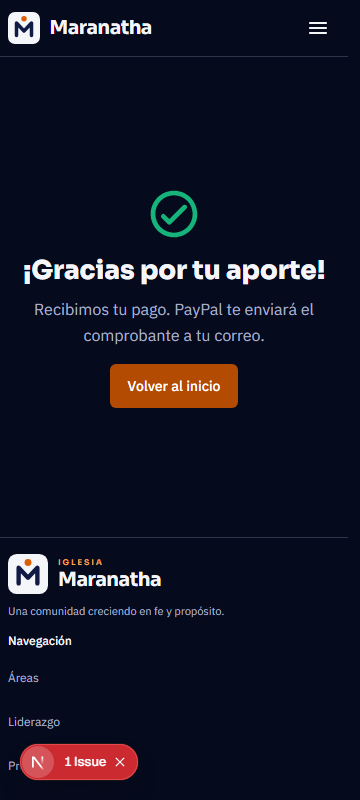 Maranatha
¡Gracias por tu aporte!
Recibimos tu pago. PayPal te enviará el
comprobante a tu correo.
Volver al inicio
IGLESIA
Maranatha
Una comunidad creciendo en fe y propósito.
Navegación
Áreas
Liderazgo
1 Issue